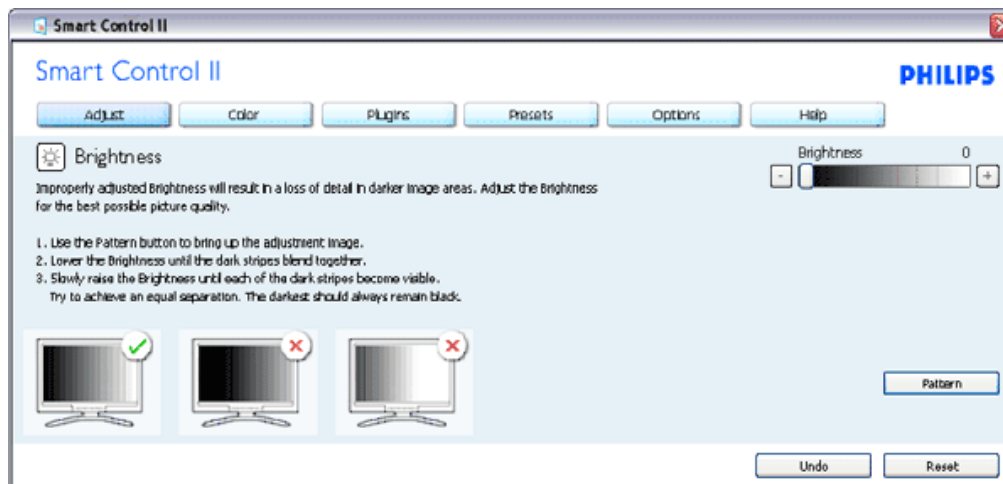 Smart Control II
Smart Control II
PHILIPS
Adjust Color Plugins Presets Options Help
Brightness
Brightness 0
- +
Improperly adjusted Brightness will result in a loss of detail in darker image areas. Adjust the Brightness
for the best possible picture quality.
1. Use the Pattern button to bring up the adjustment image.
2. Lower the Brightness until the dark stripes blend together.
3. Slowly raise the Brightness until each of the dark stripes become visible.
Try to achieve an equal separation. The darkest should always remain black.
Pattern
Undo Reset